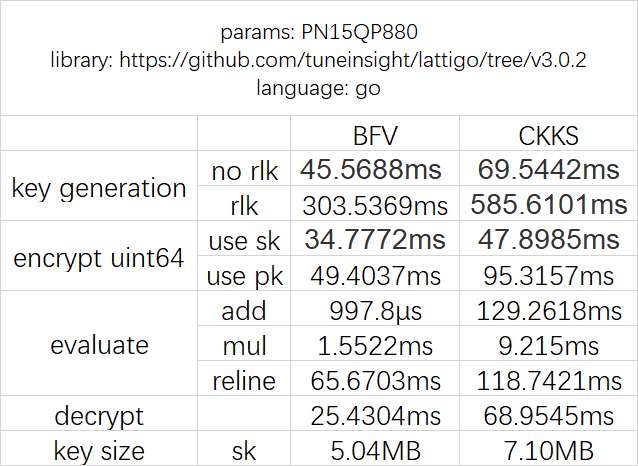 params: PN15QP880
library: https://github.com/tuneinsight/lattigo/tree/v3.0.2
language: go
BFV CKKS
key generation no rlk 45.5688ms 69.5442ms
rlk 303.5369ms 585.6101ms
encrypt uint64 use sk 34.7772ms 47.8985ms
use pk 49.4037ms 95.3157ms
evaluate add 997.8μs 129.2618ms
mul 1.5522ms 9.215ms
reline 65.6703ms 118.7421ms
decrypt 25.4304ms 68.9545ms
key size sk 5.04MB 7.10MB